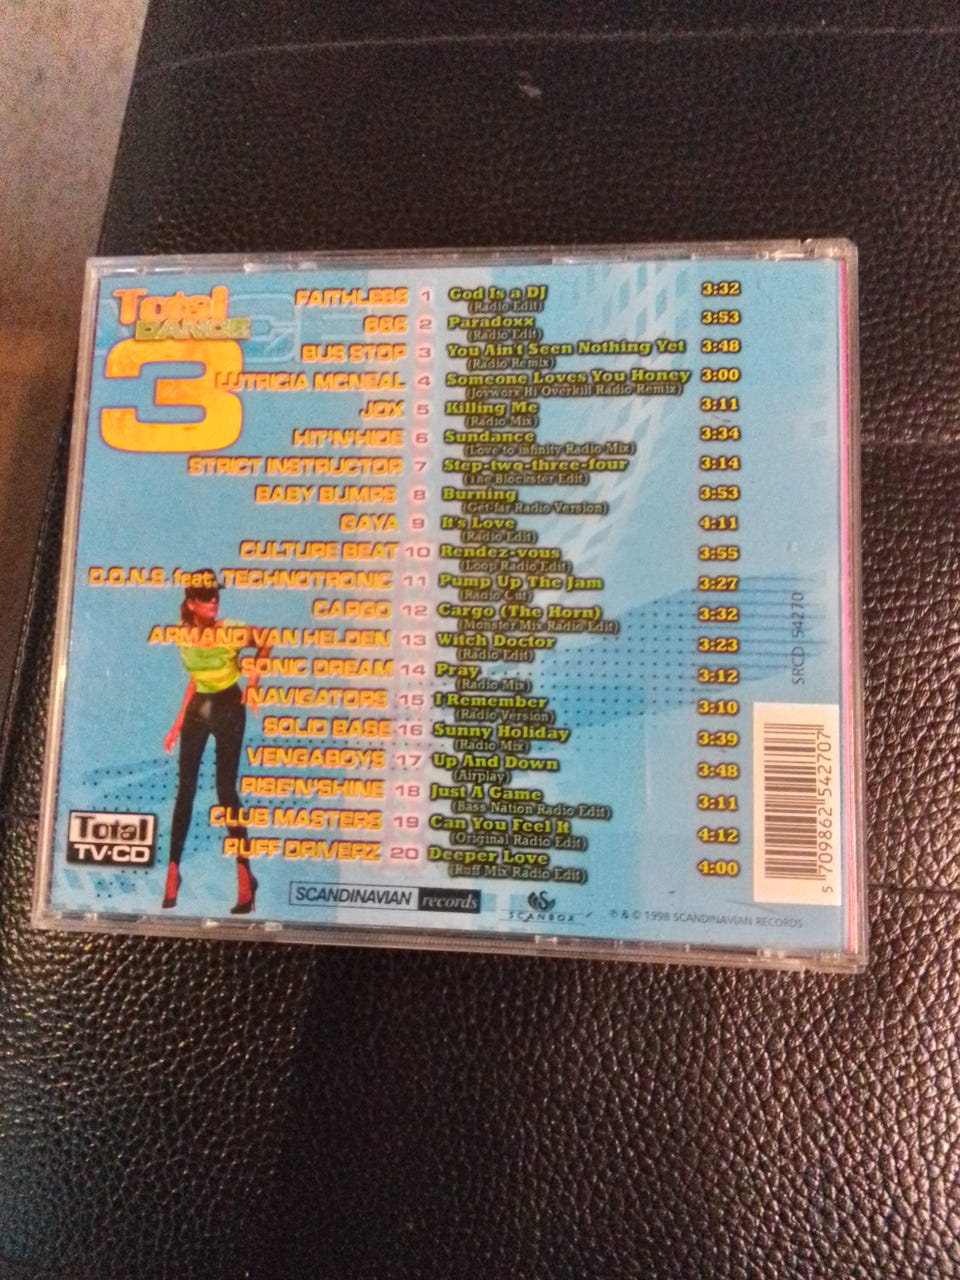 Total
DANCE
3
FAITHLESS 1 God Is a DJ 3:32
(Radio Edit)
666 2 Paradoxx 3:53
(Radio Edit)
BUS STOP 3 You Ain't Seen Nothing Yet 3:48
(Radio Remix)
LUTRICIA MCNEAL 4 Someone Loves You Honey 3:00
(Joyworx Hi Overkill Radio Remix)
JOX 5 Killing Me 3:11
(Radio Mix)
HIT'N'HIDE 6 Sundance 3:34
(Love to infinity Radio Mix)
STRICT INSTRUCTOR 7 Step-two-three-four 3:14
(The Blockster Edit)
BABY BUMPS 8 Burning 3:53
(Get-far Radio Version)
GAYA 9 It's Love 4:11
(Radio Edit)
CULTURE BEAT 10 Rendez-vous 3:55
(Loop Radio Edit)
D.O.N.S. feat. TECHNOTRONIC 11 Pump Up The Jam 3:27
(Radio Cut)
CARGO 12 Cargo (The Horn) 3:32
(Monster Mix Radio Edit)
ARMAND VAN HELDEN 13 Witch Doctor 3:23
(Radio Edit)
SONIC DREAM 14 Pray 3:12
(Radio Mix)
NAVIGATORS 15 I Remember 3:10
(Radio Version)
SOLID BASE 16 Sunny Holiday 3:39
(Radio Mix)
VENGABOYS 17 Up And Down 3:48
(Airplay)
RISE'N'SHINE 18 Just A Game 3:11
(Bass Nation Radio Edit)
CLUB MASTERS 19 Can You Feel It 4:12
(Original Radio Edit)
RUFF DRIVERZ 20 Deeper Love 4:00
(Ruff Mix Radio Edit)
Total
TV-CD
SCANDINAVIAN records
SCANBOX
℗ & © 1998 SCANDINAVIAN RECORDS
SRCD 54270
5 709862 542707